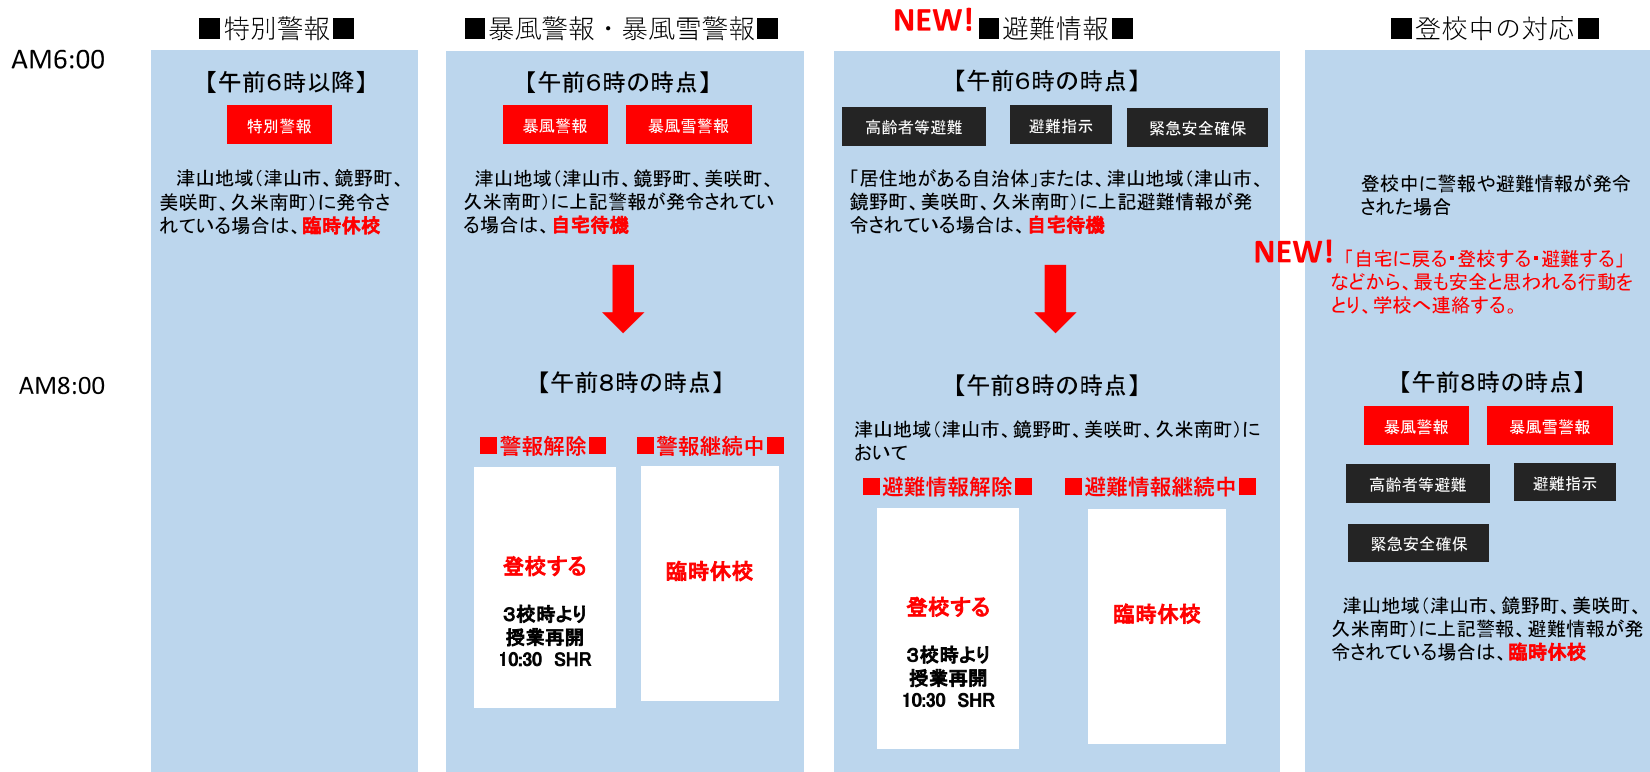 ■特別警報■
■暴風警報・暴風雪警報■
NEW!
■避難情報■
■登校中の対応■
AM6:00
【午前6時以降】
特別警報
津山地域(津山市、鏡野町、
美咲町、久米南町)に発令さ
れている場合は、臨時休校
【午前6時の時点】
暴風警報
暴風雪警報
津山地域(津山市、鏡野町、美咲町、
久米南町)に上記警報が発令されてい
る場合は、自宅待機
【午前6時の時点】
高齢者等避難
避難指示
緊急安全確保
「居住地がある自治体」または、津山地域(津山市、
鏡野町、美咲町、久米南町)に上記避難情報が発
令されている場合は、自宅待機
登校中に警報や避難情報が発令
された場合
NEW!
「自宅に戻る・登校する・避難する」
などから、最も安全と思われる行動を
とり、学校へ連絡する。
AM8:00
【午前8時の時点】
■警報解除■
■警報継続中■
登校する
3校時より
授業再開
10:30 SHR
臨時休校
【午前8時の時点】
津山地域(津山市、鏡野町、美咲町、久米南町)に
おいて
■避難情報解除■
■避難情報継続中■
登校する
3校時より
授業再開
10:30 SHR
臨時休校
【午前8時の時点】
暴風警報
暴風雪警報
高齢者等避難
避難指示
緊急安全確保
津山地域(津山市、鏡野町、美咲町、
久米南町)に上記警報、避難情報が発
令されている場合は、臨時休校